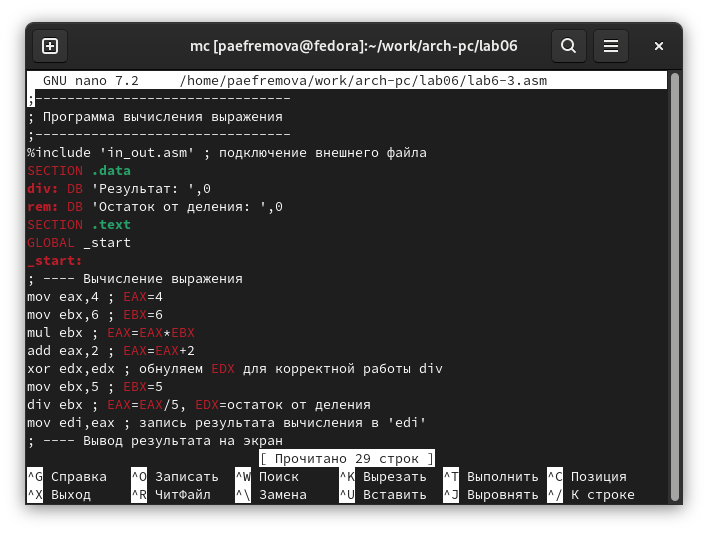 mc [paefremova@fedora]:~/work/arch-pc/lab06
GNU nano 7.2 /home/paefremova/work/arch-pc/lab06/lab6-3.asm
;--------------------------------
; Программа вычисления выражения
;--------------------------------
%include 'in_out.asm' ; подключение внешнего файла
SECTION .data
div: DB 'Результат: ',0
rem: DB 'Остаток от деления: ',0
SECTION .text
GLOBAL _start
_start:
; ---- Вычисление выражения
mov eax,4 ; EAX=4
mov ebx,6 ; EBX=6
mul ebx ; EAX=EAX*EBX
add eax,2 ; EAX=EAX+2
xor edx,edx ; обнуляем EDX для корректной работы div
mov ebx,5 ; EBX=5
div ebx ; EAX=EAX/5, EDX=остаток от деления
mov edi,eax ; запись результата вычисления в 'edi'
; ---- Вывод результата на экран
[ Прочитано 29 строк ]
^G Справка ^O Записать ^W Поиск ^K Вырезать ^T Выполнить ^C Позиция
^X Выход ^R ЧитФайл ^\ Замена ^U Вставить ^J Выровнять ^/ К строке